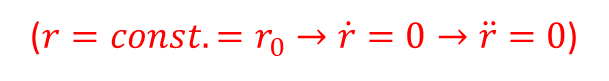 (r = const. = r₀ → ṙ = 0 → r̈ = 0)